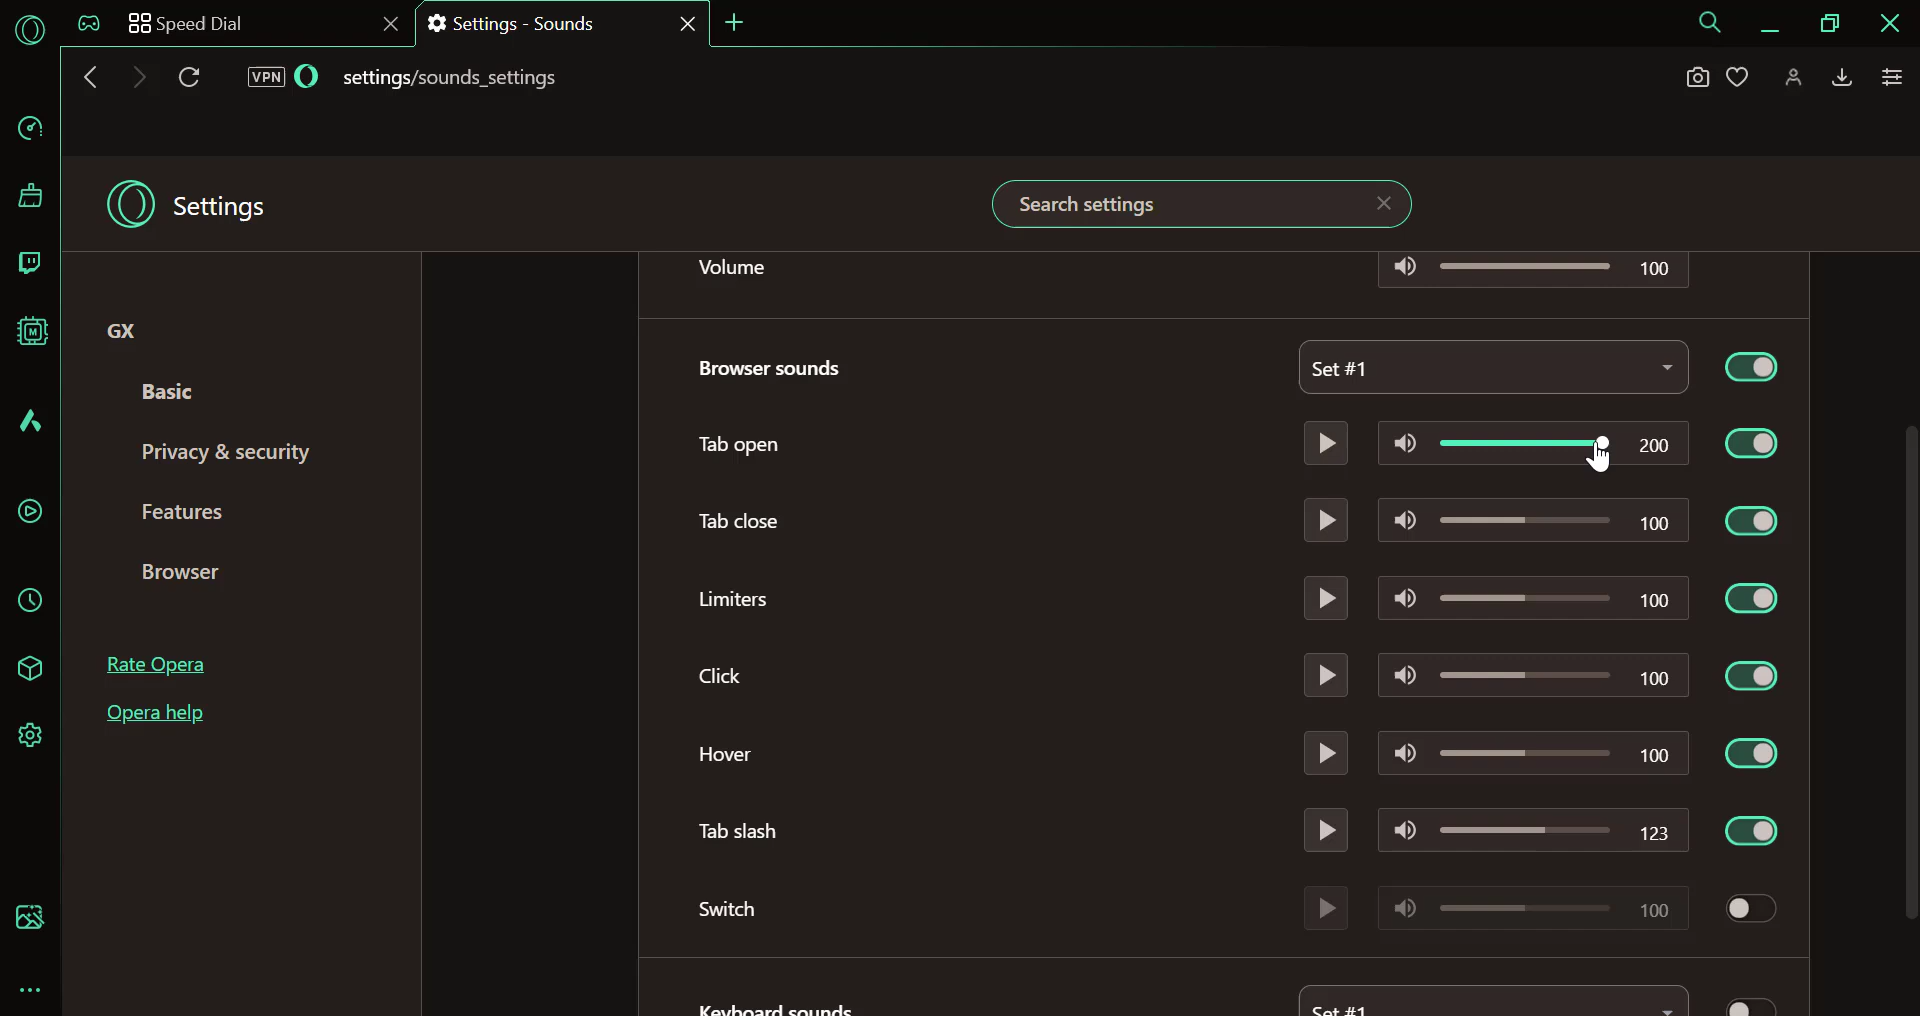 Speed Dial
Settings - Sounds
VPN
settings/sounds_settings
Settings
Search settings
GX
Basic
Privacy & security
Features
Browser
Rate Opera
Opera help
Volume 100
Browser sounds Set #1
Tab open 200
Tab close 100
Limiters 100
Click 100
Hover 100
Tab slash 123
Switch 100
Keyboard sounds Set #1